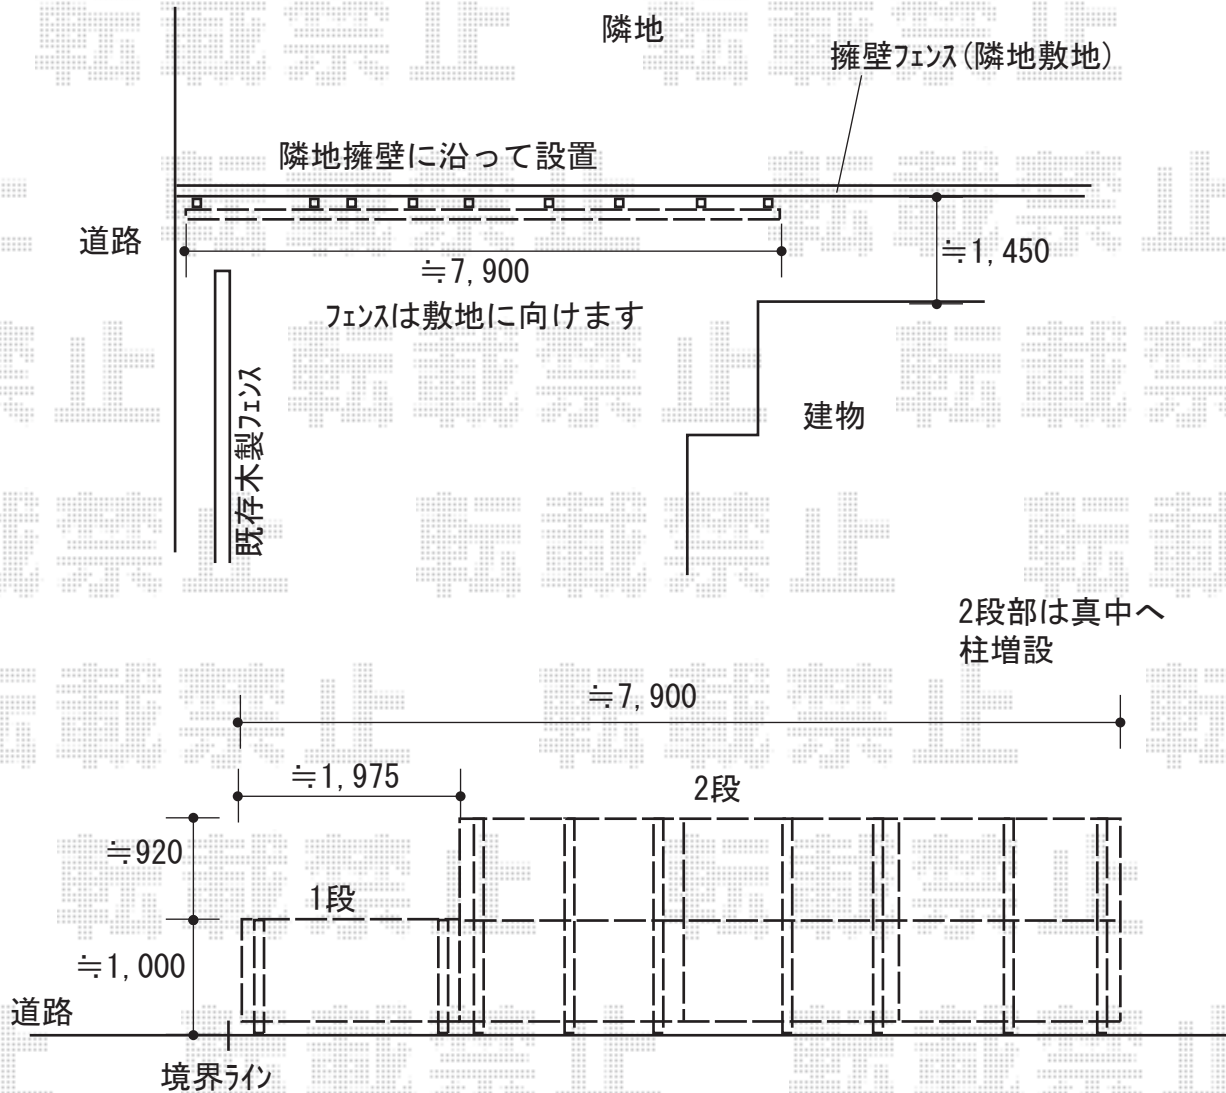 隣地
擁壁フェンス(隣地敷地)
隣地擁壁に沿って設置
道路
≒7,900
≒1,450
フェンスは敷地に向けます
既存木製フェンス
建物
2段部は真中へ
柱増設
≒7,900
≒1,975
2段
≒920
1段
≒1,000
道路
境界ライン
転載禁止